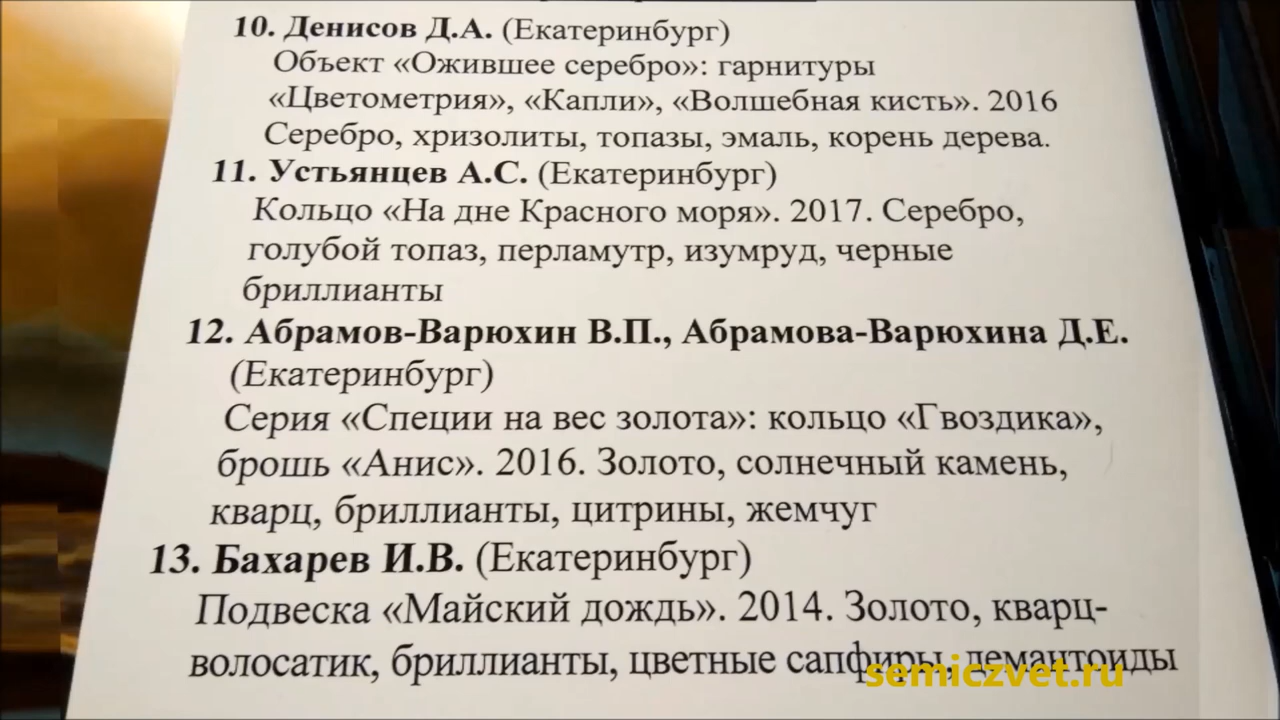 10. Денисов Д.А. (Екатеринбург)
Объект «Ожившее серебро»: гарнитуры
«Цветометрия», «Капли», «Волшебная кисть». 2016
Серебро, хризолиты, топазы, эмаль, корень дерева.
11. Устьянцев А.С. (Екатеринбург)
Кольцо «На дне Красного моря». 2017. Серебро,
голубой топаз, перламутр, изумруд, черные
бриллианты
12. Абрамов-Варюхин В.П., Абрамова-Варюхина Д.Е.
(Екатеринбург)
Серия «Специи на вес золота»: кольцо «Гвоздика»,
брошь «Анис». 2016. Золото, солнечный камень,
кварц, бриллианты, цитрины, жемчуг
13. Бахарев И.В. (Екатеринбург)
Подвеска «Майский дождь». 2014. Золото, кварц-
волосатик, бриллианты, цветные сапфиры, демантоиды
semiczvet.ru